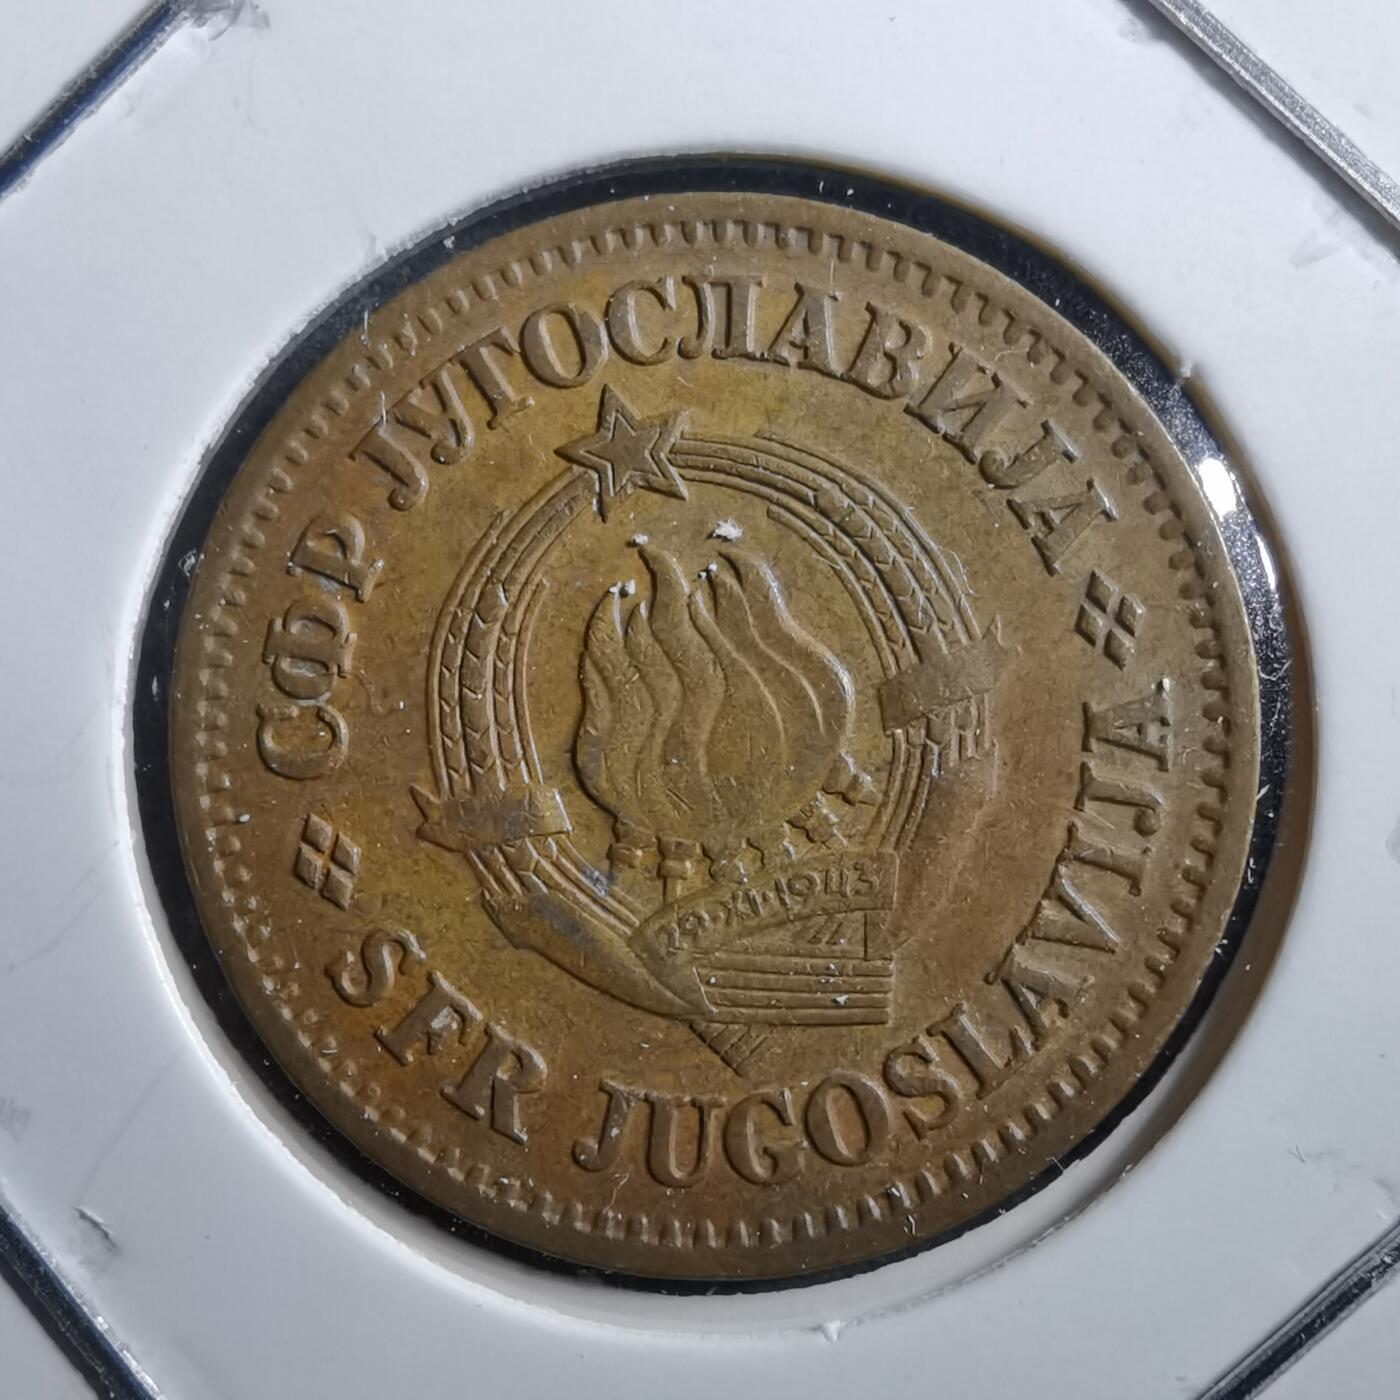 СФР ЈУГОСЛАВИЈА
SFR JUGOSLAVIJA
29·XI·1943